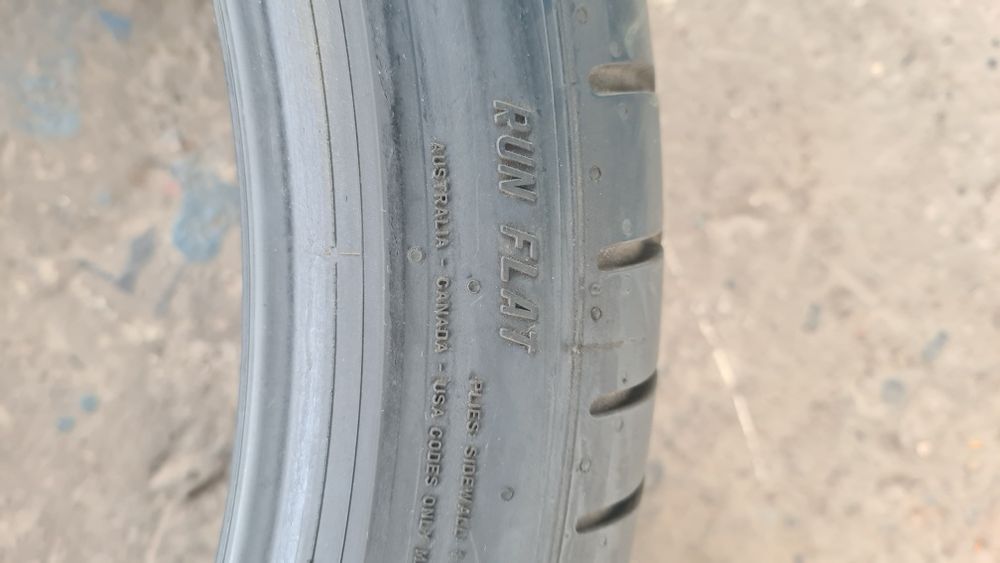 RUN FLAT
PLIES: SIDEWALL
AUSTRALIA - CANADA - USA CODES ONLY